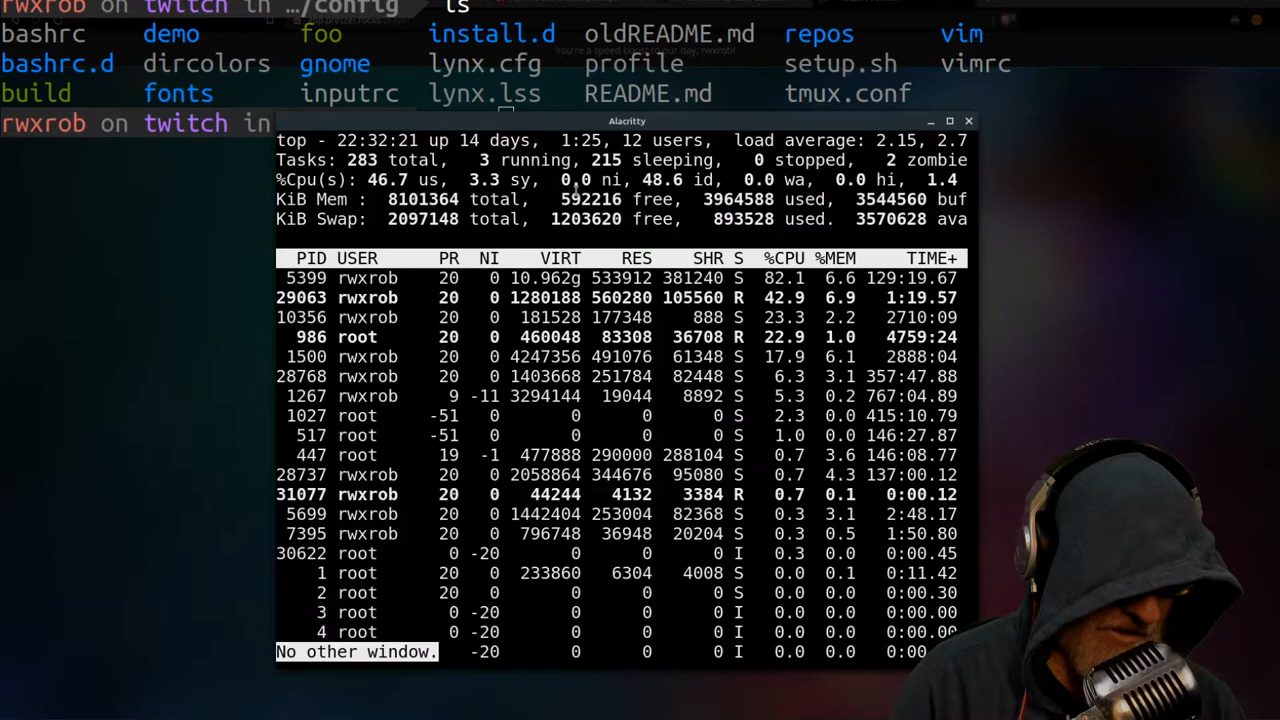 rwxrob on twitch in …/config ls
bashrc demo foo install.d oldREADME.md repos vim
You're a speed boost to our day, rwxrob!
bashrc.d dircolors gnome lynx.cfg profile setup.sh vimrc
build fonts inputrc lynx.lss README.md tmux.conf
rwxrob on twitch in
Alacritty
top - 22:32:21 up 14 days, 1:25, 12 users, load average: 2.15, 2.7
Tasks: 283 total, 3 running, 215 sleeping, 0 stopped, 2 zombie
%Cpu(s): 46.7 us, 3.3 sy, 0.0 ni, 48.6 id, 0.0 wa, 0.0 hi, 1.4
KiB Mem : 8101364 total, 592216 free, 3964588 used, 3544560 buf
KiB Swap: 2097148 total, 1203620 free, 893528 used. 3570628 ava
PID USER PR NI VIRT RES SHR S %CPU %MEM TIME+
5399 rwxrob 20 0 10.962g 533912 381240 S 82.1 6.6 129:19.67
29063 rwxrob 20 0 1280188 560280 105560 R 42.9 6.9 1:19.57
10356 rwxrob 20 0 181528 177348 888 S 23.3 2.2 2710:09
986 root 20 0 460048 83308 36708 R 22.9 1.0 4759:24
1500 rwxrob 20 0 4247356 491076 61348 S 17.9 6.1 2888:04
28768 rwxrob 20 0 1403668 251784 82448 S 6.3 3.1 357:47.88
1267 rwxrob 9 -11 3294144 19044 8892 S 5.3 0.2 767:04.89
1027 root -51 0 0 0 0 S 2.3 0.0 415:10.79
517 root -51 0 0 0 0 S 1.0 0.0 146:27.87
447 root 19 -1 477888 290000 288104 S 0.7 3.6 146:08.77
28737 rwxrob 20 0 2058864 344676 95080 S 0.7 4.3 137:00.12
31077 rwxrob 20 0 44244 4132 3384 R 0.7 0.1 0:00.12
5699 rwxrob 20 0 1442404 253004 82368 S 0.3 3.1 2:48.17
7395 rwxrob 20 0 796748 36948 20204 S 0.3 0.5 1:50.80
30622 root 0 -20 0 0 0 I 0.3 0.0 0:00.45
1 root 20 0 233860 6304 4008 S 0.0 0.1 0:11.42
2 root 20 0 0 0 0 S 0.0 0.0 0:00.30
3 root 0 -20 0 0 0 I 0.0 0.0 0:00.00
4 root 0 -20 0 0 0 I 0.0 0.0 0:00.00
No other window. -20 0 0 0 I 0.0 0.0 0:00.